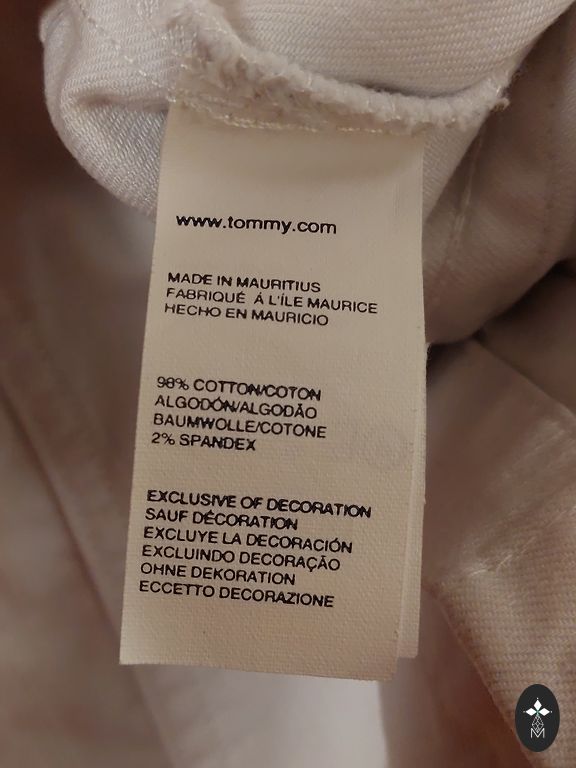 www.tommy.com
MADE IN MAURITIUS
FABRIQUÉ Á L'ÎLE MAURICE
HECHO EN MAURICIO
98% COTTON/COTON
ALGODÓN/ALGODÃO
BAUMWOLLE/COTONE
2% SPANDEX
EXCLUSIVE OF DECORATION
SAUF DÉCORATION
EXCLUYE LA DECORACIÓN
EXCLUINDO DECORAÇÃO
OHNE DEKORATION
ECCETTO DECORAZIONE
M